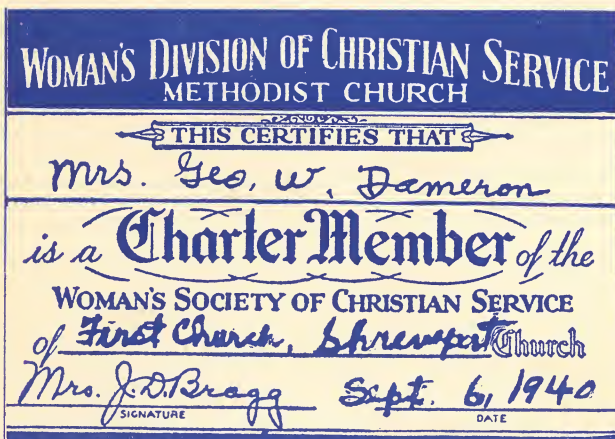 WOMAN'S DIVISION OF CHRISTIAN SERVICE
METHODIST CHURCH
THIS CERTIFIES THAT
Mrs. Geo. W. Dameron
is a Charter Member of the
WOMAN'S SOCIETY OF CHRISTIAN SERVICE
of First Church, Shreveport Church
Mrs. J. D. Bragg Sept. 6, 1940
SIGNATURE DATE